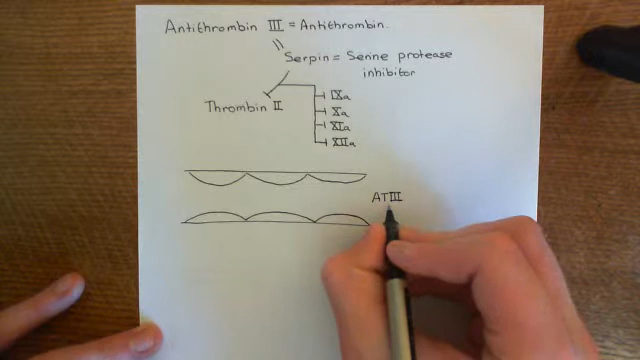 Antithrombin III = Antithrombin.
=
Serpin = Serine protease
inhibitor
Thrombin II
IXa
Xa
XIa
XIIa
ATIII